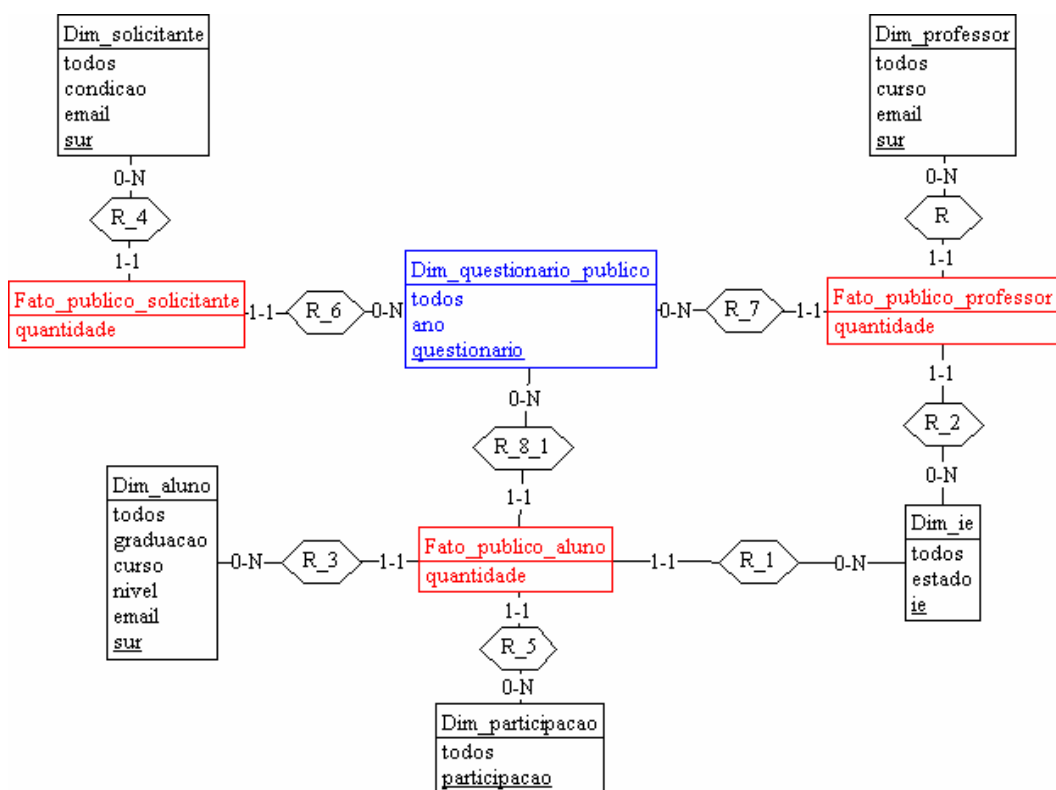 Dim_solicitante
todos
condicao
email
sur
0-N
R_4
1-1
Fato_publico_solicitante
quantidade
1-1
R_6
0-N
Dim_questionario_publico
todos
ano
questionario
0-N
R_7
1-1
Dim_professor
todos
curso
email
sur
0-N
R
1-1
Fato_publico_professor
quantidade
1-1
R_2
0-N
0-N
R_8_1
1-1
Dim_aluno
todos
graduacao
curso
nivel
email
sur
0-N
R_3
1-1
Fato_publico_aluno
quantidade
1-1
R_1
0-N
Dim_ie
todos
estado
ie
1-1
R_5
0-N
Dim_participacao
todos
participacao